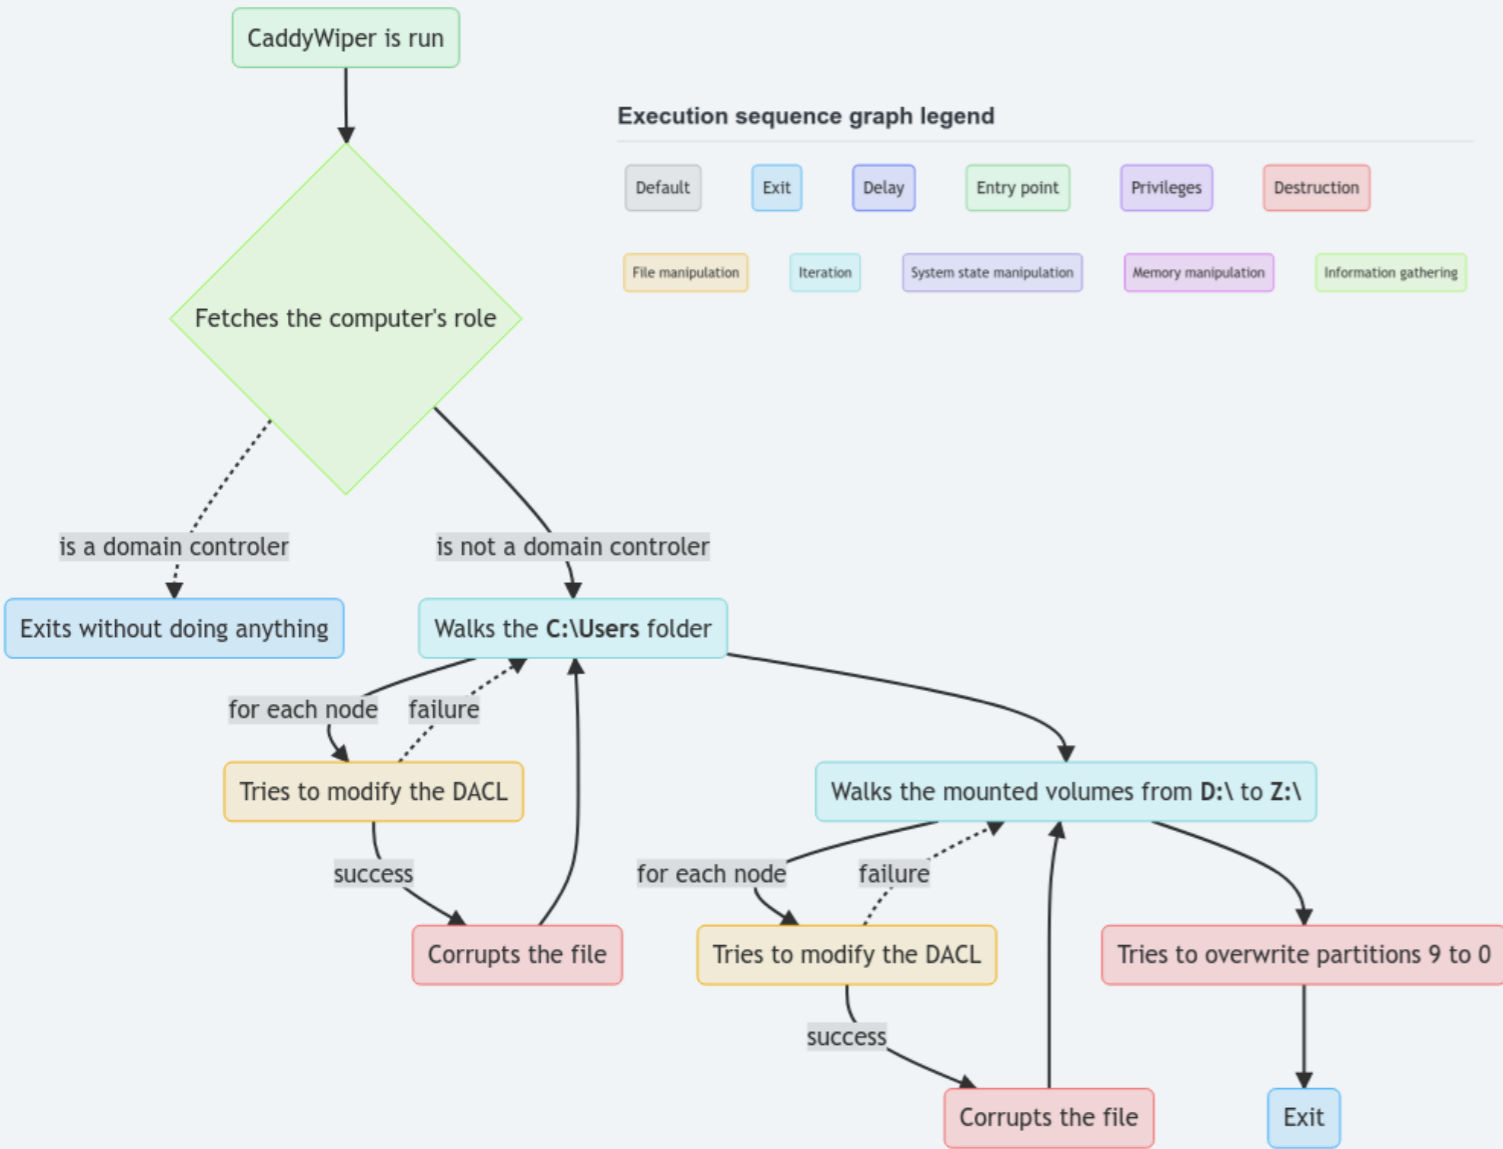 CaddyWiper is run
Execution sequence graph legend
Default
Exit
Delay
Entry point
Privileges
Destruction
File manipulation
Iteration
System state manipulation
Memory manipulation
Information gathering
Fetches the computer's role
is a domain controler
is not a domain controler
Exits without doing anything
Walks the C:\Users folder
for each node
failure
Tries to modify the DACL
Walks the mounted volumes from D:\ to Z:\
success
for each node
failure
Corrupts the file
Tries to modify the DACL
Tries to overwrite partitions 9 to 0
success
Corrupts the file
Exit